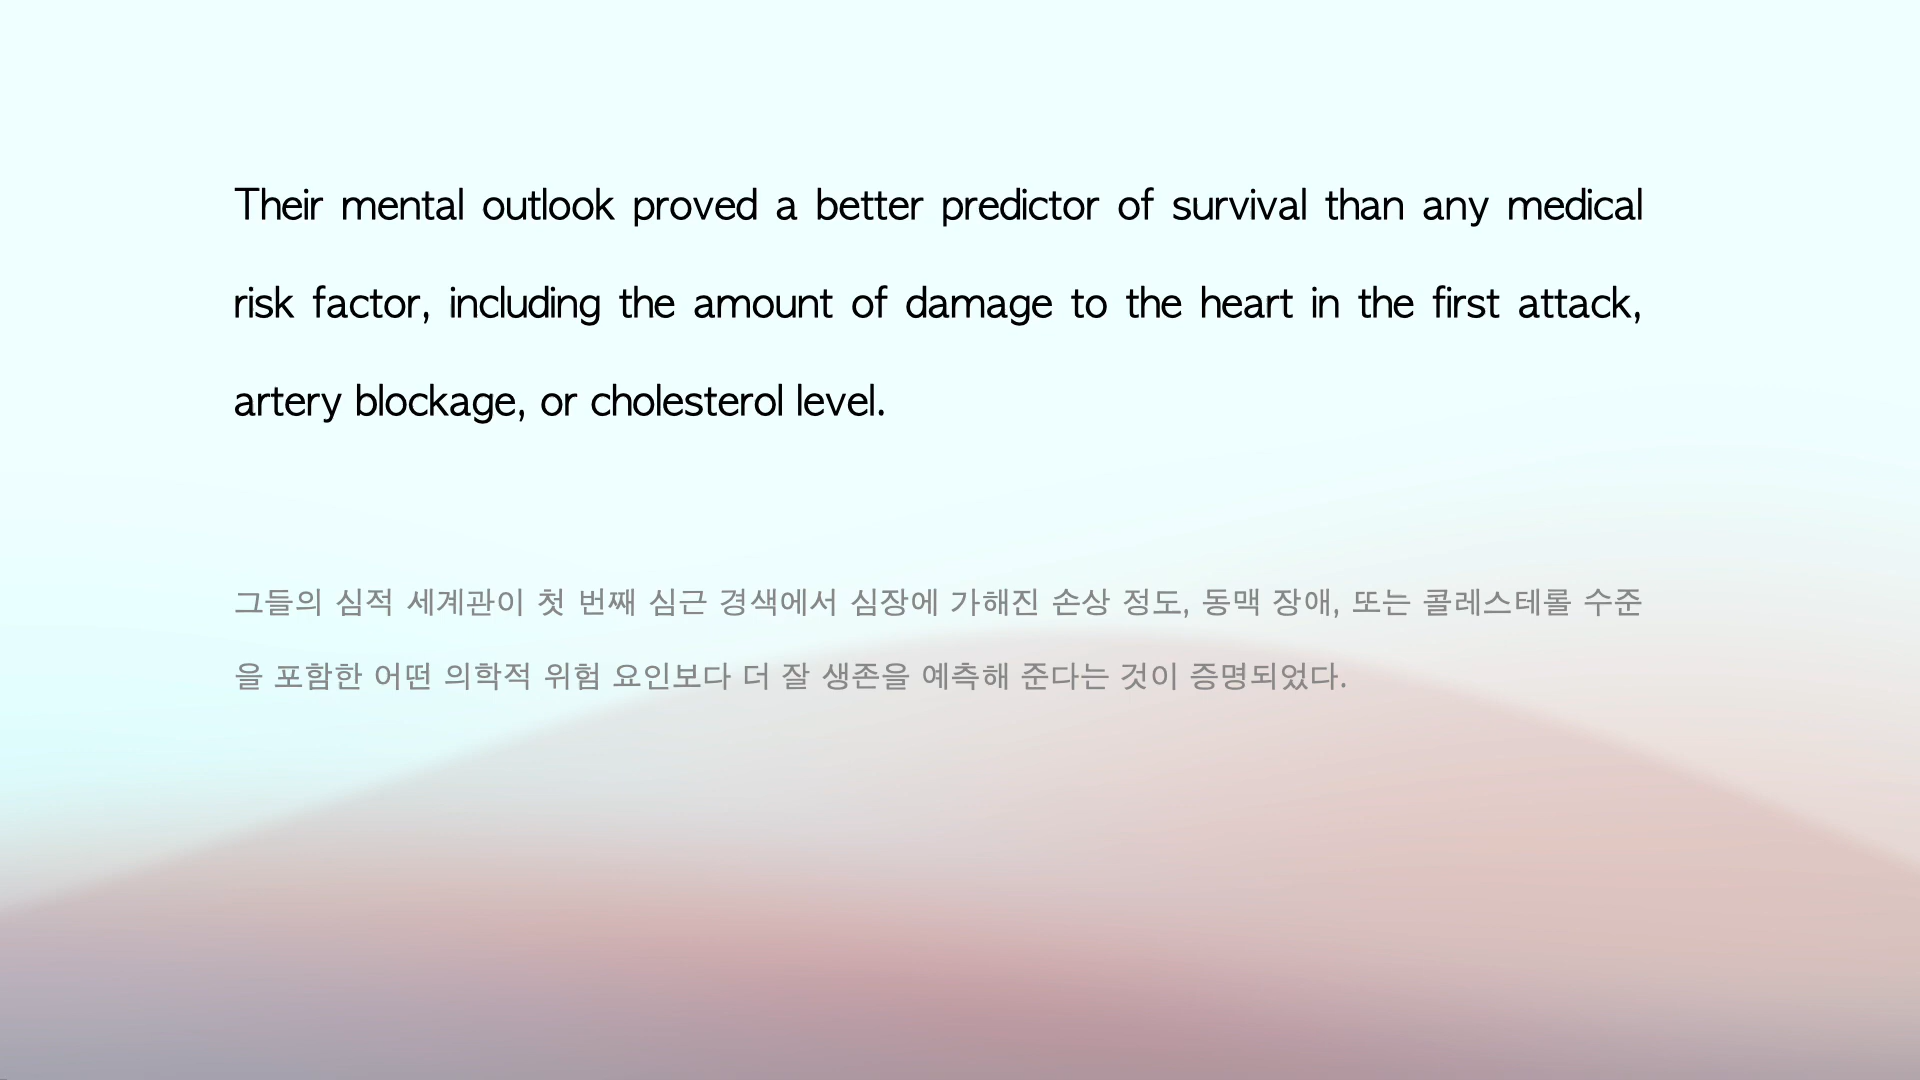 Their mental outlook proved a better predictor of survival than any medical
risk factor, including the amount of damage to the heart in the first attack,
artery blockage, or cholesterol level.
그들의 심적 세계관이 첫 번째 심근 경색에서 심장에 가해진 손상 정도, 동맥 장애, 또는 콜레스테롤 수준
을 포함한 어떤 의학적 위험 요인보다 더 잘 생존을 예측해 준다는 것이 증명되었다.